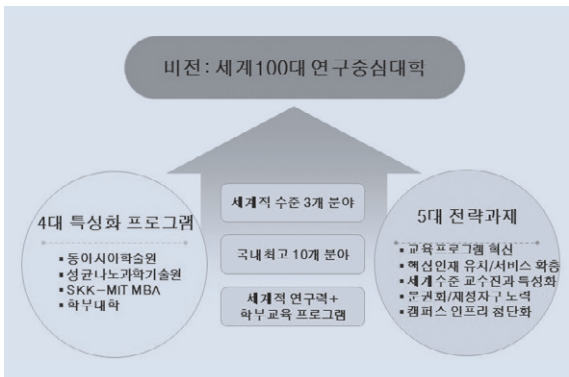 비전: 세계100대 연구중심대학
4대 특성화 프로그램
▪ 동아시아학술원
▪ 성균나노과학기술원
▪ SKK-MIT MBA
▪ 학부대학
세계적 수준 3개 분야
국내최고 10개 분야
세계적 연구력+
학부교육 프로그램
5대 전략과제
▪ 교육프로그램 혁신
▪ 핵심인재 유치/서비스 확충
▪ 세계수준 교수진과 특성화
▪ 분권화/재정자구 노력
▪ 캠퍼스 인프라 첨단화